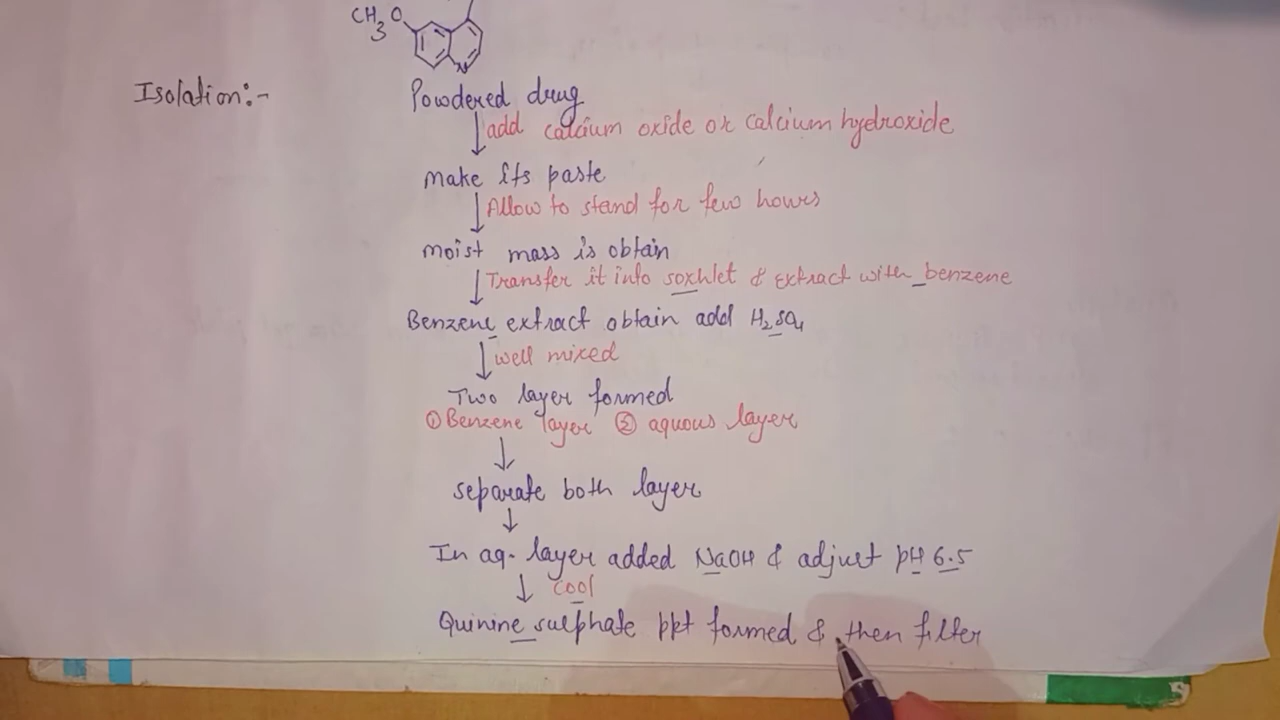 CH3O
N
Isolation:-
Powdered drug
add calcium oxide or calcium hydroxide
make its paste
Allow to stand for few hours
moist mass is obtain
Transfer it into soxhlet & extract with benzene
Benzene extract obtain add H2SO4
well mixed
Two layer formed
① Benzene layer ② aquous layer
separate both layer
In aq. layer added NaOH & adjust pH 6.5
cool
Quinine sulphate ppt formed & then filter